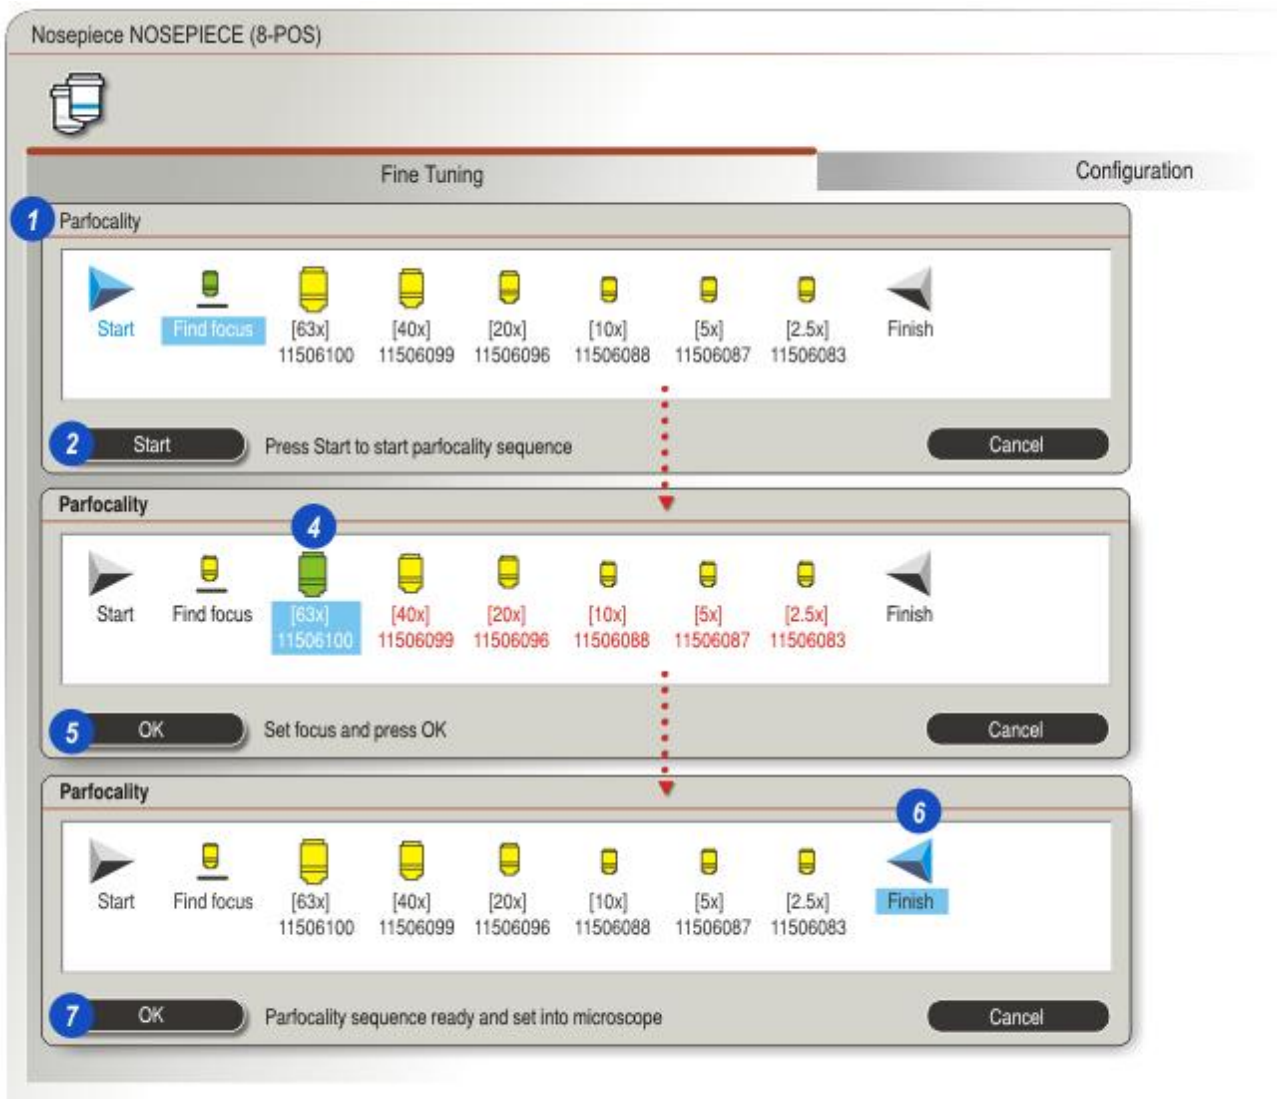 Nosepiece NOSEPIECE (8-POS)
Fine Tuning
Configuration
1 Parfocality
Start Find focus [63x] [40x] [20x] [10x] [5x] [2.5x] Finish
11506100 11506099 11506096 11506088 11506087 11506083
2 Start Press Start to start parfocality sequence Cancel
Parfocality
4
Start Find focus [63x] [40x] [20x] [10x] [5x] [2.5x] Finish
11506100 11506099 11506096 11506088 11506087 11506083
5 OK Set focus and press OK Cancel
Parfocality
6
Start Find focus [63x] [40x] [20x] [10x] [5x] [2.5x] Finish
11506100 11506099 11506096 11506088 11506087 11506083
7 OK Parfocality sequence ready and set into microscope Cancel